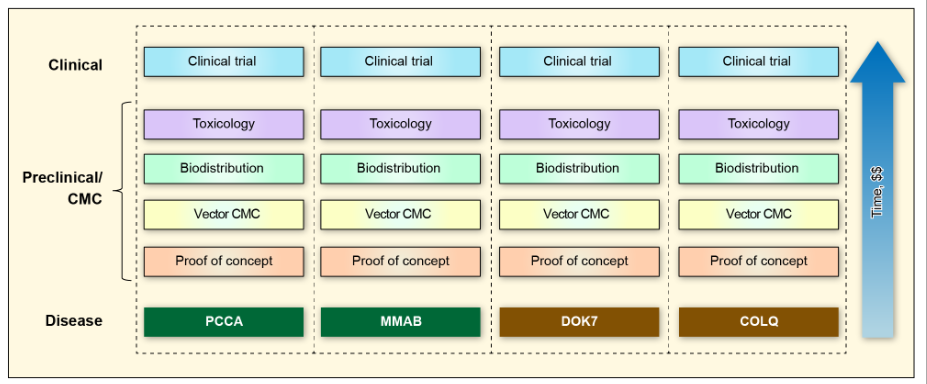 Clinical
Clinical trial
Clinical trial
Clinical trial
Clinical trial
Toxicology
Toxicology
Toxicology
Toxicology
Preclinical/
CMC
Biodistribution
Biodistribution
Biodistribution
Biodistribution
Vector CMC
Vector CMC
Vector CMC
Vector CMC
Proof of concept
Proof of concept
Proof of concept
Proof of concept
Disease
PCCA
MMAB
DOK7
COLQ
Time, $$